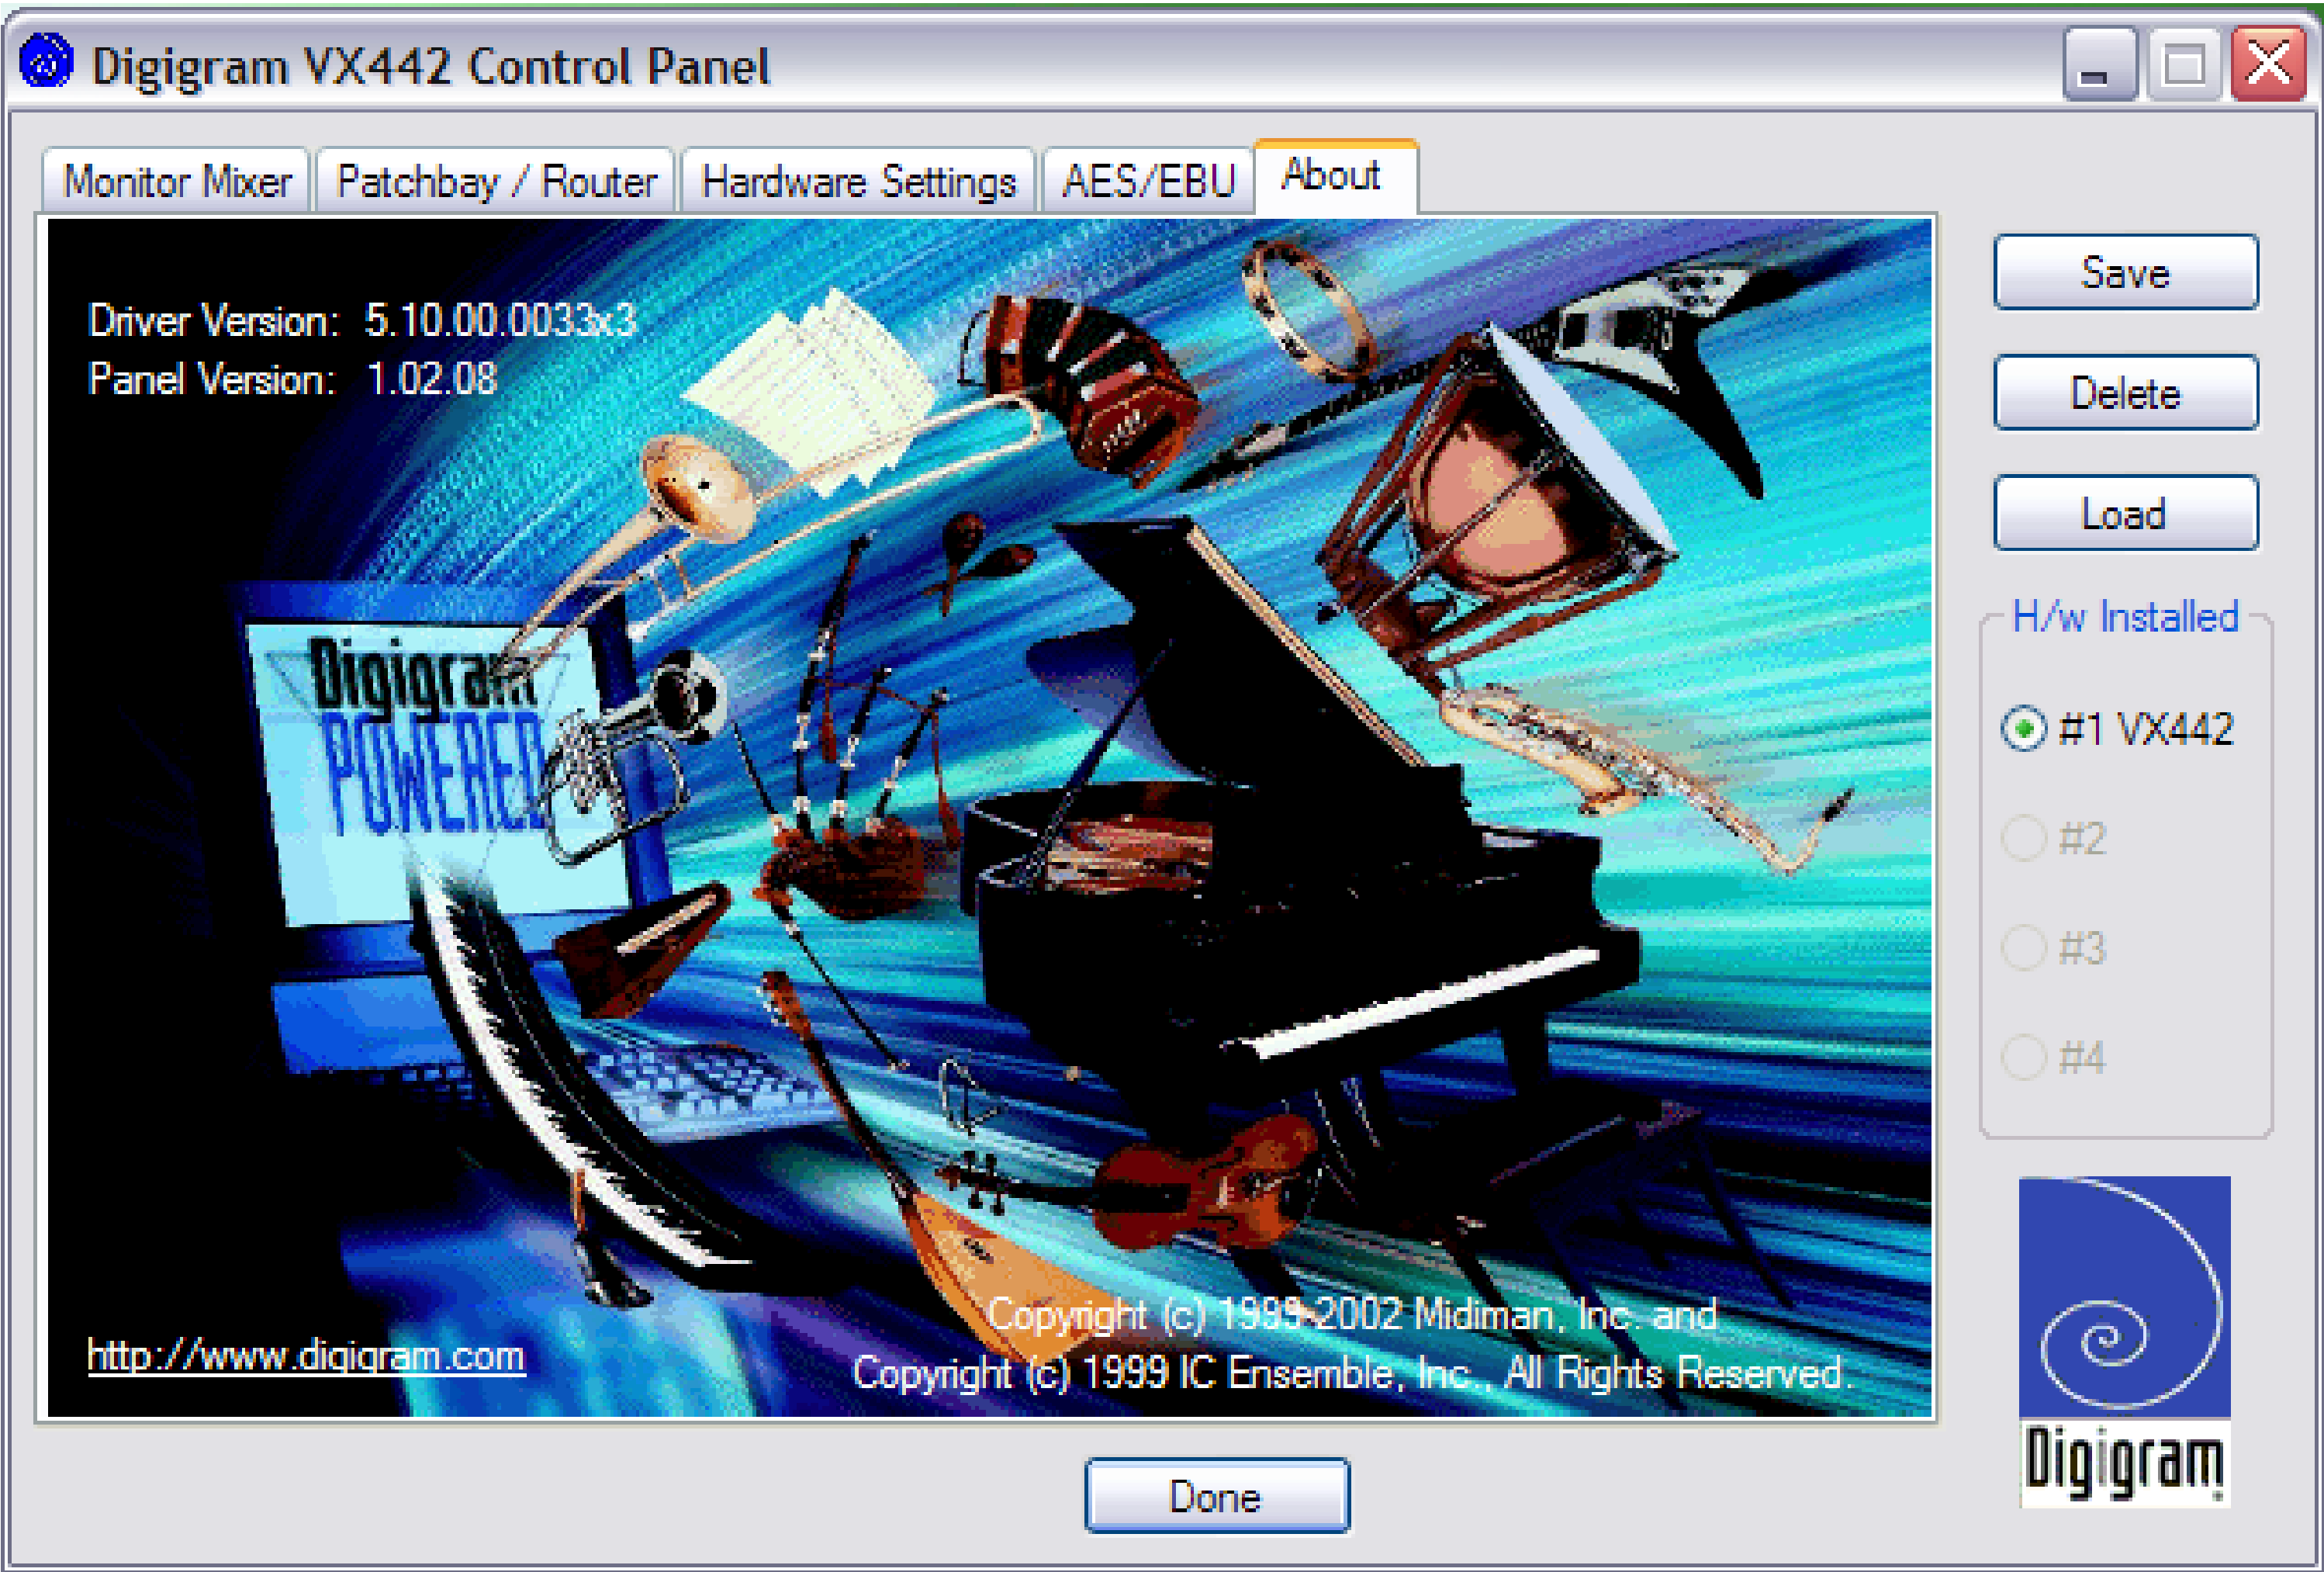 Digigram VX442 Control Panel
Monitor Mixer
Patchbay / Router
Hardware Settings
AES/EBU
About
Driver Version: 5.10.00.0033x3
Panel Version: 1.02.08
Digigram
POWERED
http://www.digigram.com
Copyright (c) 1999-2002 Midiman, Inc. and
Copyright (c) 1999 IC Ensemble, Inc., All Rights Reserved.
Save
Delete
Load
H/w Installed
#1 VX442
#2
#3
#4
Digigram
Done